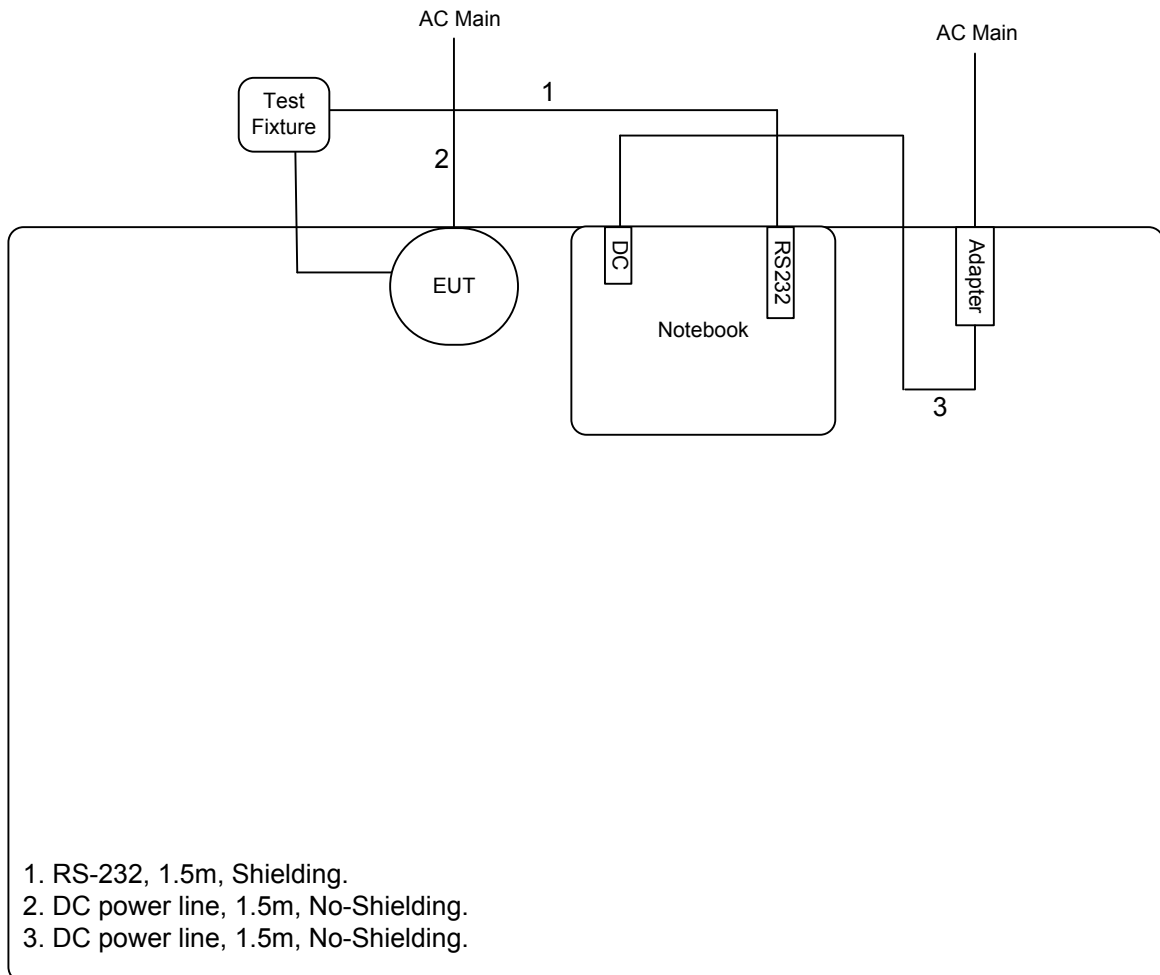 AC Main
AC Main
Test
Fixture
1
2
DC
RS232
Adapter
EUT
Notebook
3
1. RS-232, 1.5m, Shielding.
2. DC power line, 1.5m, No-Shielding.
3. DC power line, 1.5m, No-Shielding.